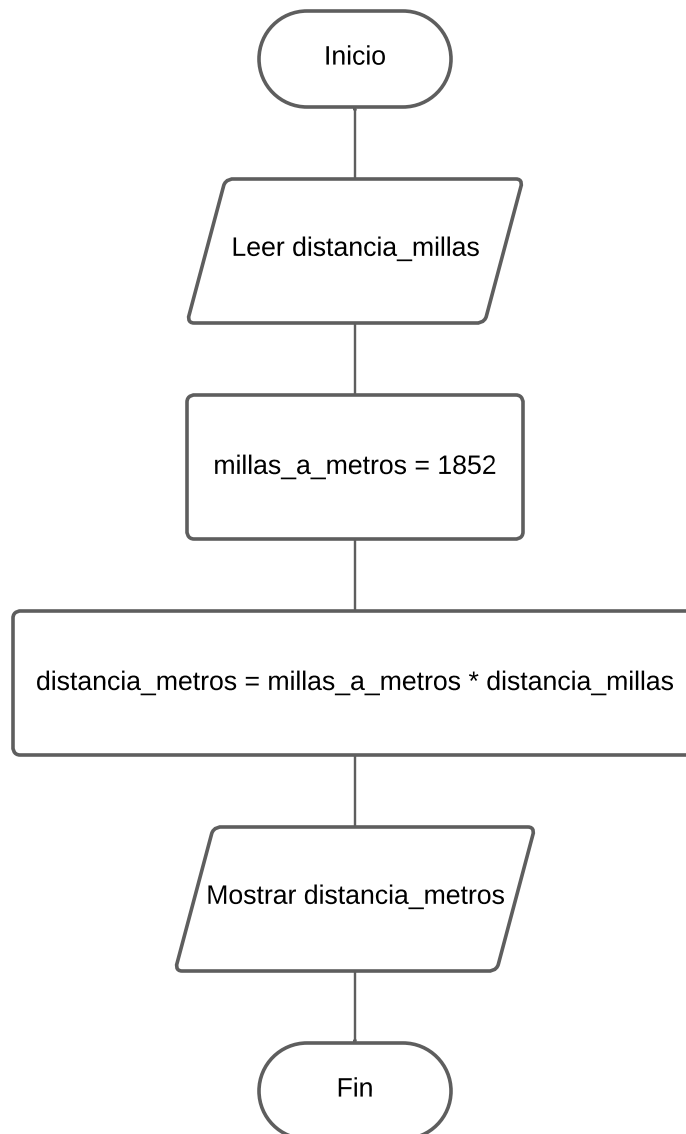 Inicio
Leer distancia_millas
millas_a_metros = 1852
distancia_metros = millas_a_metros * distancia_millas
Mostrar distancia_metros
Fin